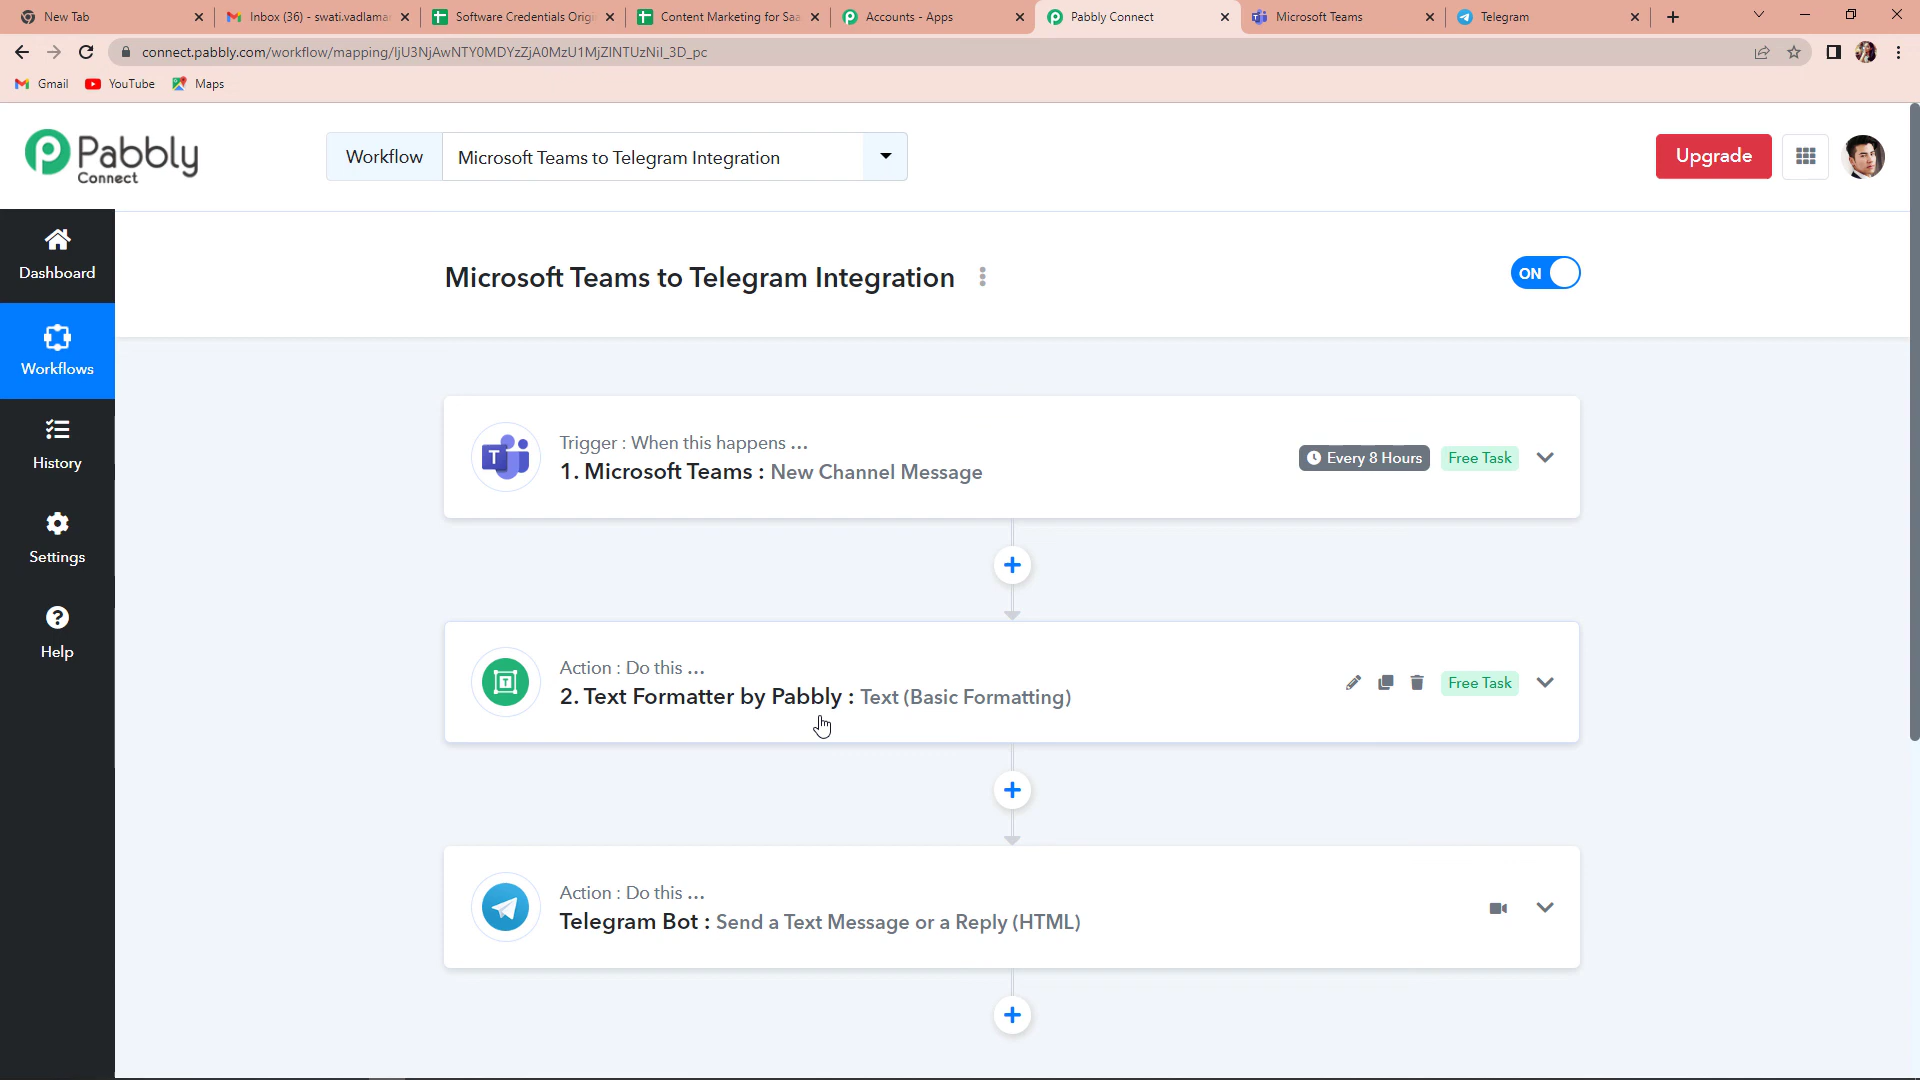 New Tab
Inbox (36) - swati.vadlama
Software Credentials Origi
Content Marketing for Saa
Accounts - Apps
Pabbly Connect
Microsoft Teams
Telegram
connect.pabbly.com/workflow/mapping/IjU3NjAwNTY0MDYzZjA0MzU1MjZlNTUzNiI_3D_pc
Gmail
YouTube
Maps
Pabbly
Connect
Workflow
Microsoft Teams to Telegram Integration
Upgrade
Dashboard
Workflows
History
Settings
Help
Microsoft Teams to Telegram Integration
ON
Trigger : When this happens ...
1. Microsoft Teams : New Channel Message
Every 8 Hours
Free Task
Action : Do this ...
2. Text Formatter by Pabbly : Text (Basic Formatting)
Free Task
Action : Do this ...
Telegram Bot : Send a Text Message or a Reply (HTML)